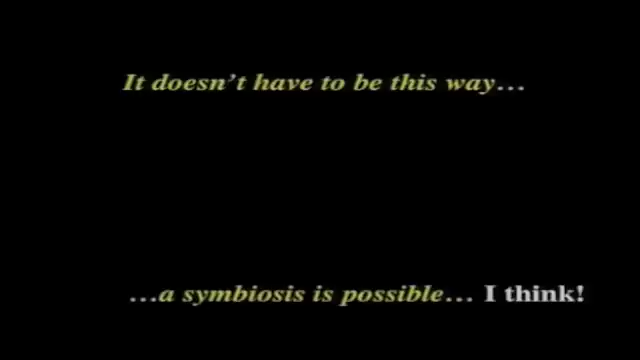 It doesn't have to be this way...
...a symbiosis is possible... I think!